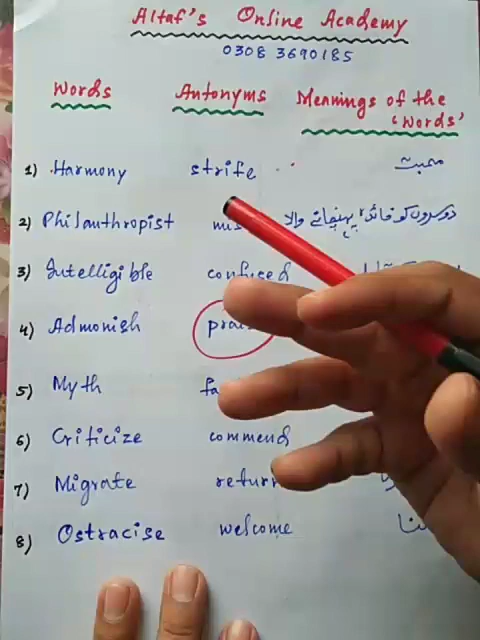 Altaf's Online Academy
0308 3690185
Words Antonyms Meanings of the 'Words'
1) Harmony strife محبت
2) Philanthropist دوسروں کو فائدہ پہنچانے والا
3) Intelligible confused
4) Admonish
5) Myth
6) Criticize commend
7) Migrate return
8) Ostracise welcome